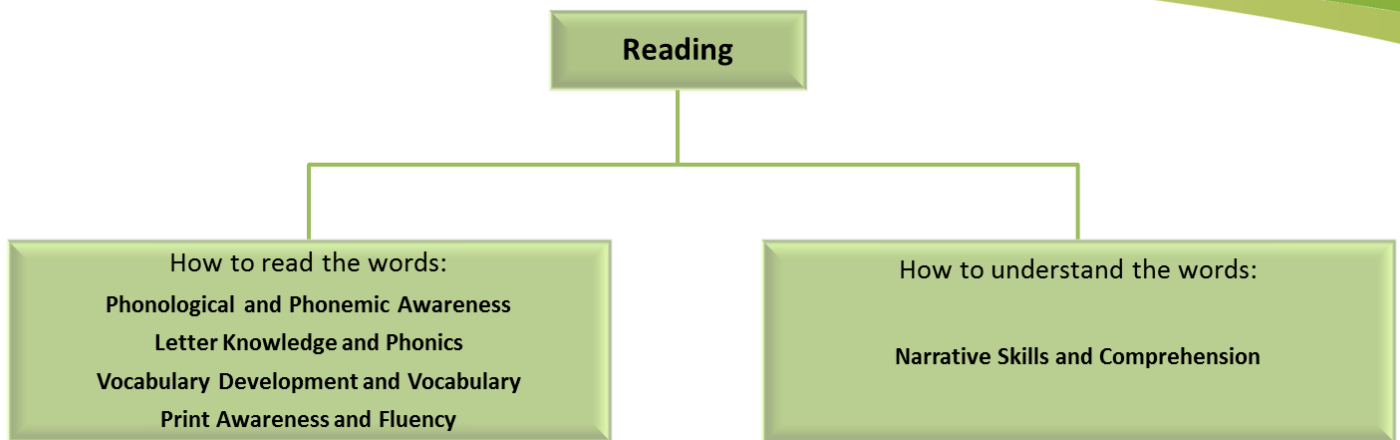 Reading
How to read the words:
Phonological and Phonemic Awareness
Letter Knowledge and Phonics
Vocabulary Development and Vocabulary
Print Awareness and Fluency
How to understand the words:
Narrative Skills and Comprehension